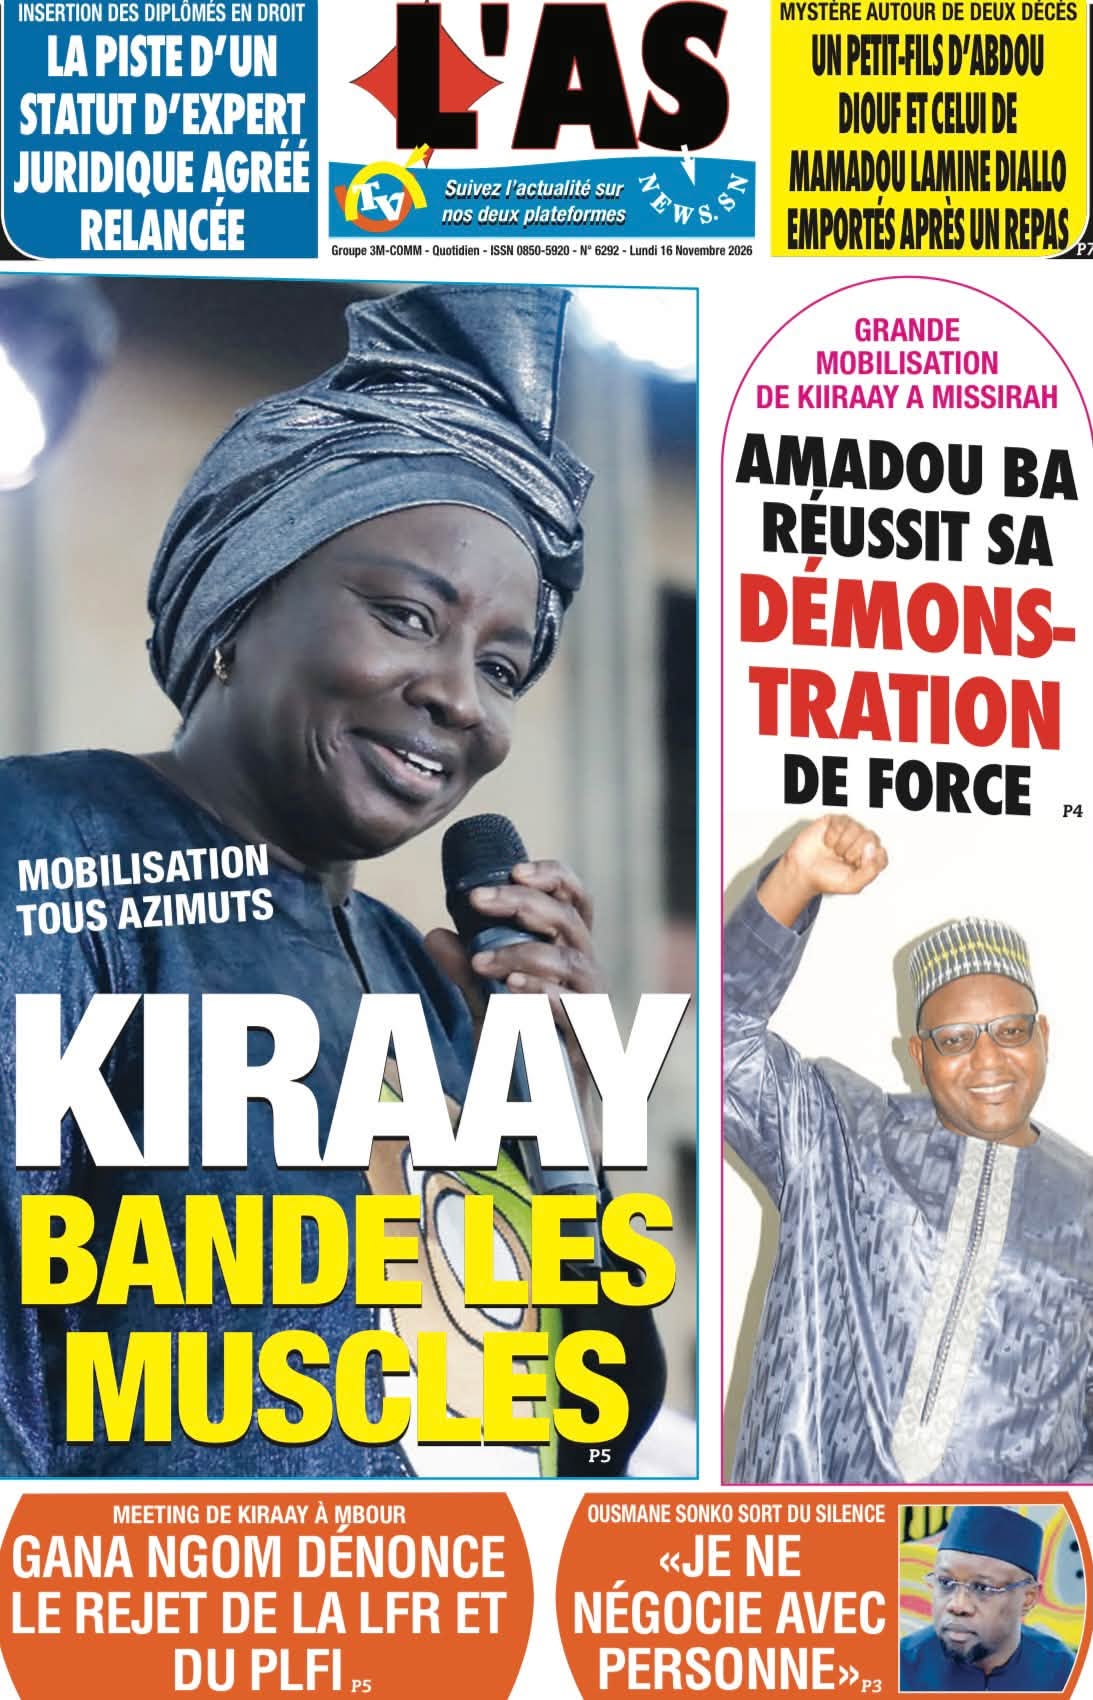 INSERTION DES DIPLÔMÉS EN DROIT
LA PISTE D'UN
STATUT D'EXPERT
JURIDIQUE AGRÉÉ
RELANCÉE
L'AS
TV
Suivez l'actualité sur
nos deux plateformes
NEWS.SN
Groupe 3M-COMM - Quotidien - ISSN 0850-5920 - N° 6292 - Lundi 16 Novembre 2026
MYSTÈRE AUTOUR DE DEUX DÉCÉS
UN PETIT-FILS D'ABDOU
DIOUF ET CELUI DE
MAMADOU LAMINE DIALLO
EMPORTÉS APRÈS UN REPAS
P7
MOBILISATION
TOUS AZIMUTS
KIRAAY
BANDE LES
MUSCLES
P5
GRANDE
MOBILISATION
DE KIIRAAY A MISSIRAH
AMADOU BA
RÉUSSIT SA
DÉMONS-
TRATION
DE FORCE
P4
MEETING DE KIRAAY À MBOUR
GANA NGOM DÉNONCE
LE REJET DE LA LFR ET
DU PLFI
P5
OUSMANE SONKO SORT DU SILENCE
«JE NE
NÉGOCIE AVEC
PERSONNE»
P3